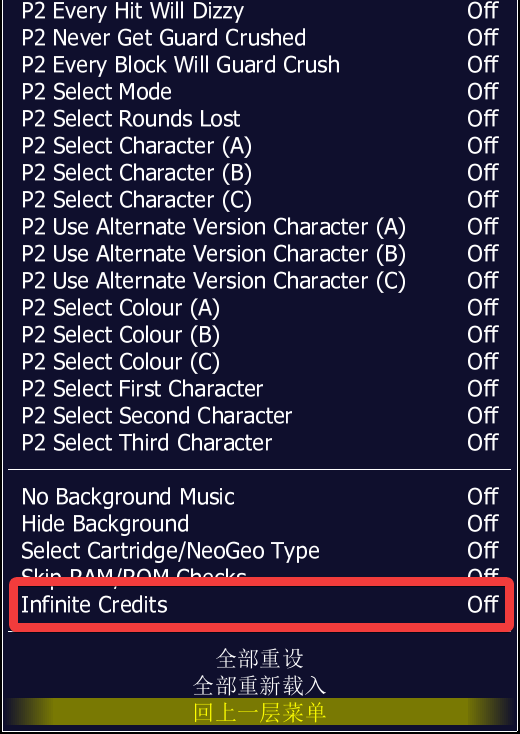 P2 Every Hit Will Dizzy Off
P2 Never Get Guard Crushed Off
P2 Every Block Will Guard Crush Off
P2 Select Mode Off
P2 Select Rounds Lost Off
P2 Select Character (A) Off
P2 Select Character (B) Off
P2 Select Character (C) Off
P2 Use Alternate Version Character (A) Off
P2 Use Alternate Version Character (B) Off
P2 Use Alternate Version Character (C) Off
P2 Select Colour (A) Off
P2 Select Colour (B) Off
P2 Select Colour (C) Off
P2 Select First Character Off
P2 Select Second Character Off
P2 Select Third Character Off
No Background Music Off
Hide Background Off
Select Cartridge/NeoGeo Type Off
Skip RAM/ROM Checks Off
Infinite Credits Off
全部重设
全部重新载入
回上一层菜单